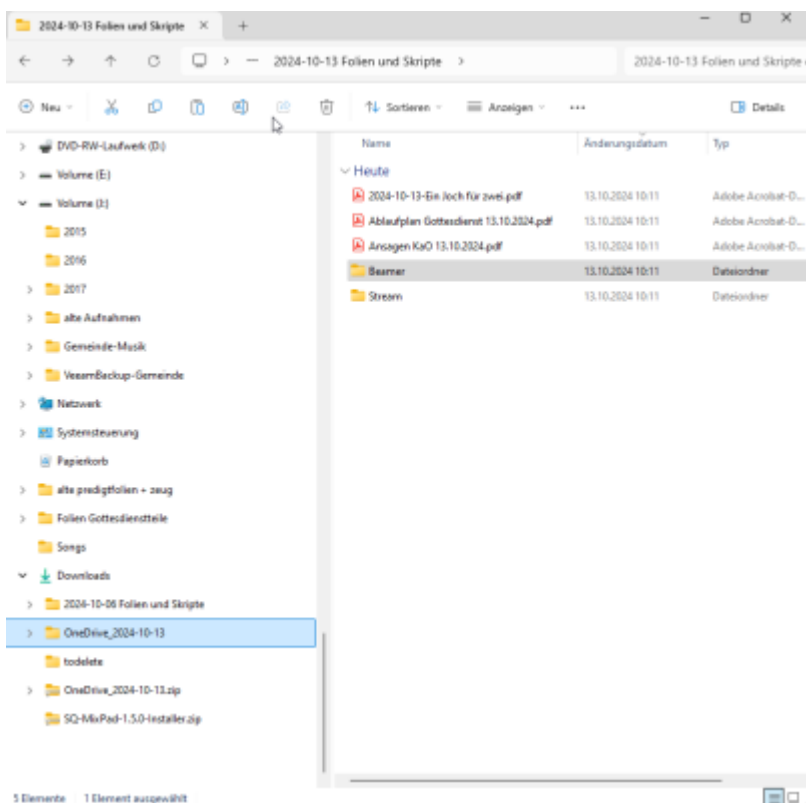 2024-10-13 Folien und Skripte
2024-10-13 Folien und Skripte
2024-10-13 Folien und Skripte
Neu
Sortieren
Anzeigen
Details
DVD-RW-Laufwerk (D:)
Volume (E:)
Volume (I:)
2015
2016
2017
alte Aufnahmen
Gemeinde-Musik
VeeamBackup-Gemeinde
Netzwerk
Systemsteuerung
Papierkorb
alte predigtfolien + zeug
Folien Gottesdienstteile
Songs
Downloads
2024-10-06 Folien und Skripte
OneDrive_2024-10-13
todelete
OneDrive_2024-10-13.zip
SQ-MixPad-1.5.0-Installer.zip
Name Änderungsdatum Typ
Heute
2024-10-13-Ein Joch für zwei.pdf 13.10.2024 10:11 Adobe Acrobat-D...
Ablaufplan Gottesdienst 13.10.2024.pdf 13.10.2024 10:11 Adobe Acrobat-D...
Ansagen KaO 13.10.2024.pdf 13.10.2024 10:11 Adobe Acrobat-D...
Beamer 13.10.2024 10:11 Dateiordner
Stream 13.10.2024 10:11 Dateiordner
5 Elemente 1 Element ausgewählt